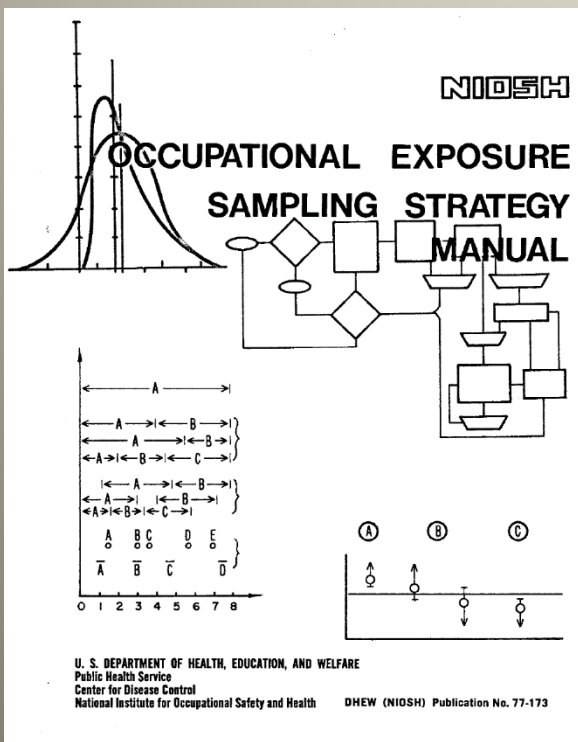 NIOSH
OCCUPATIONAL EXPOSURE
SAMPLING STRATEGY
MANUAL
A
A B
A B
A B C
A B
A B
A B C
A B C D E
A B C D
0 1 2 3 4 5 6 7 8
A B C
U. S. DEPARTMENT OF HEALTH, EDUCATION, AND WELFARE
Public Health Service
Center for Disease Control
National Institute for Occupational Safety and Health DHEW (NIOSH) Publication No. 77-173